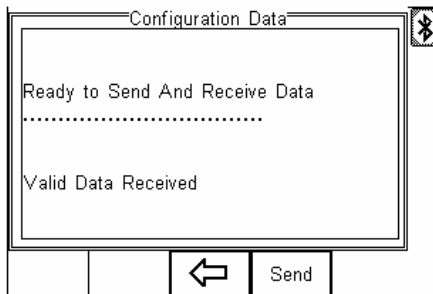 Configuration Data
Ready to Send And Receive Data
..................................
Valid Data Received
Send